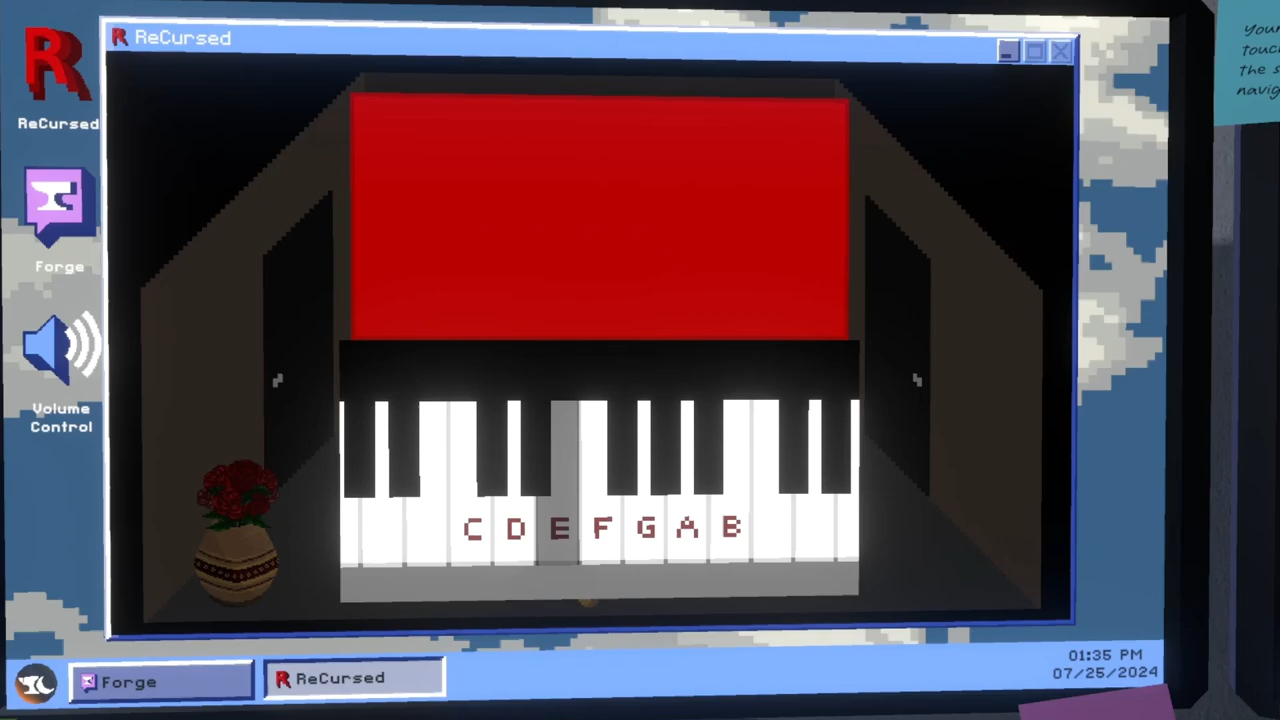 ReCursed
Your
touc
the s
navig
R
ReCursed
Forge
Volume
Control
C D E F G A B
Forge
ReCursed
01:35 PM
07/25/2024